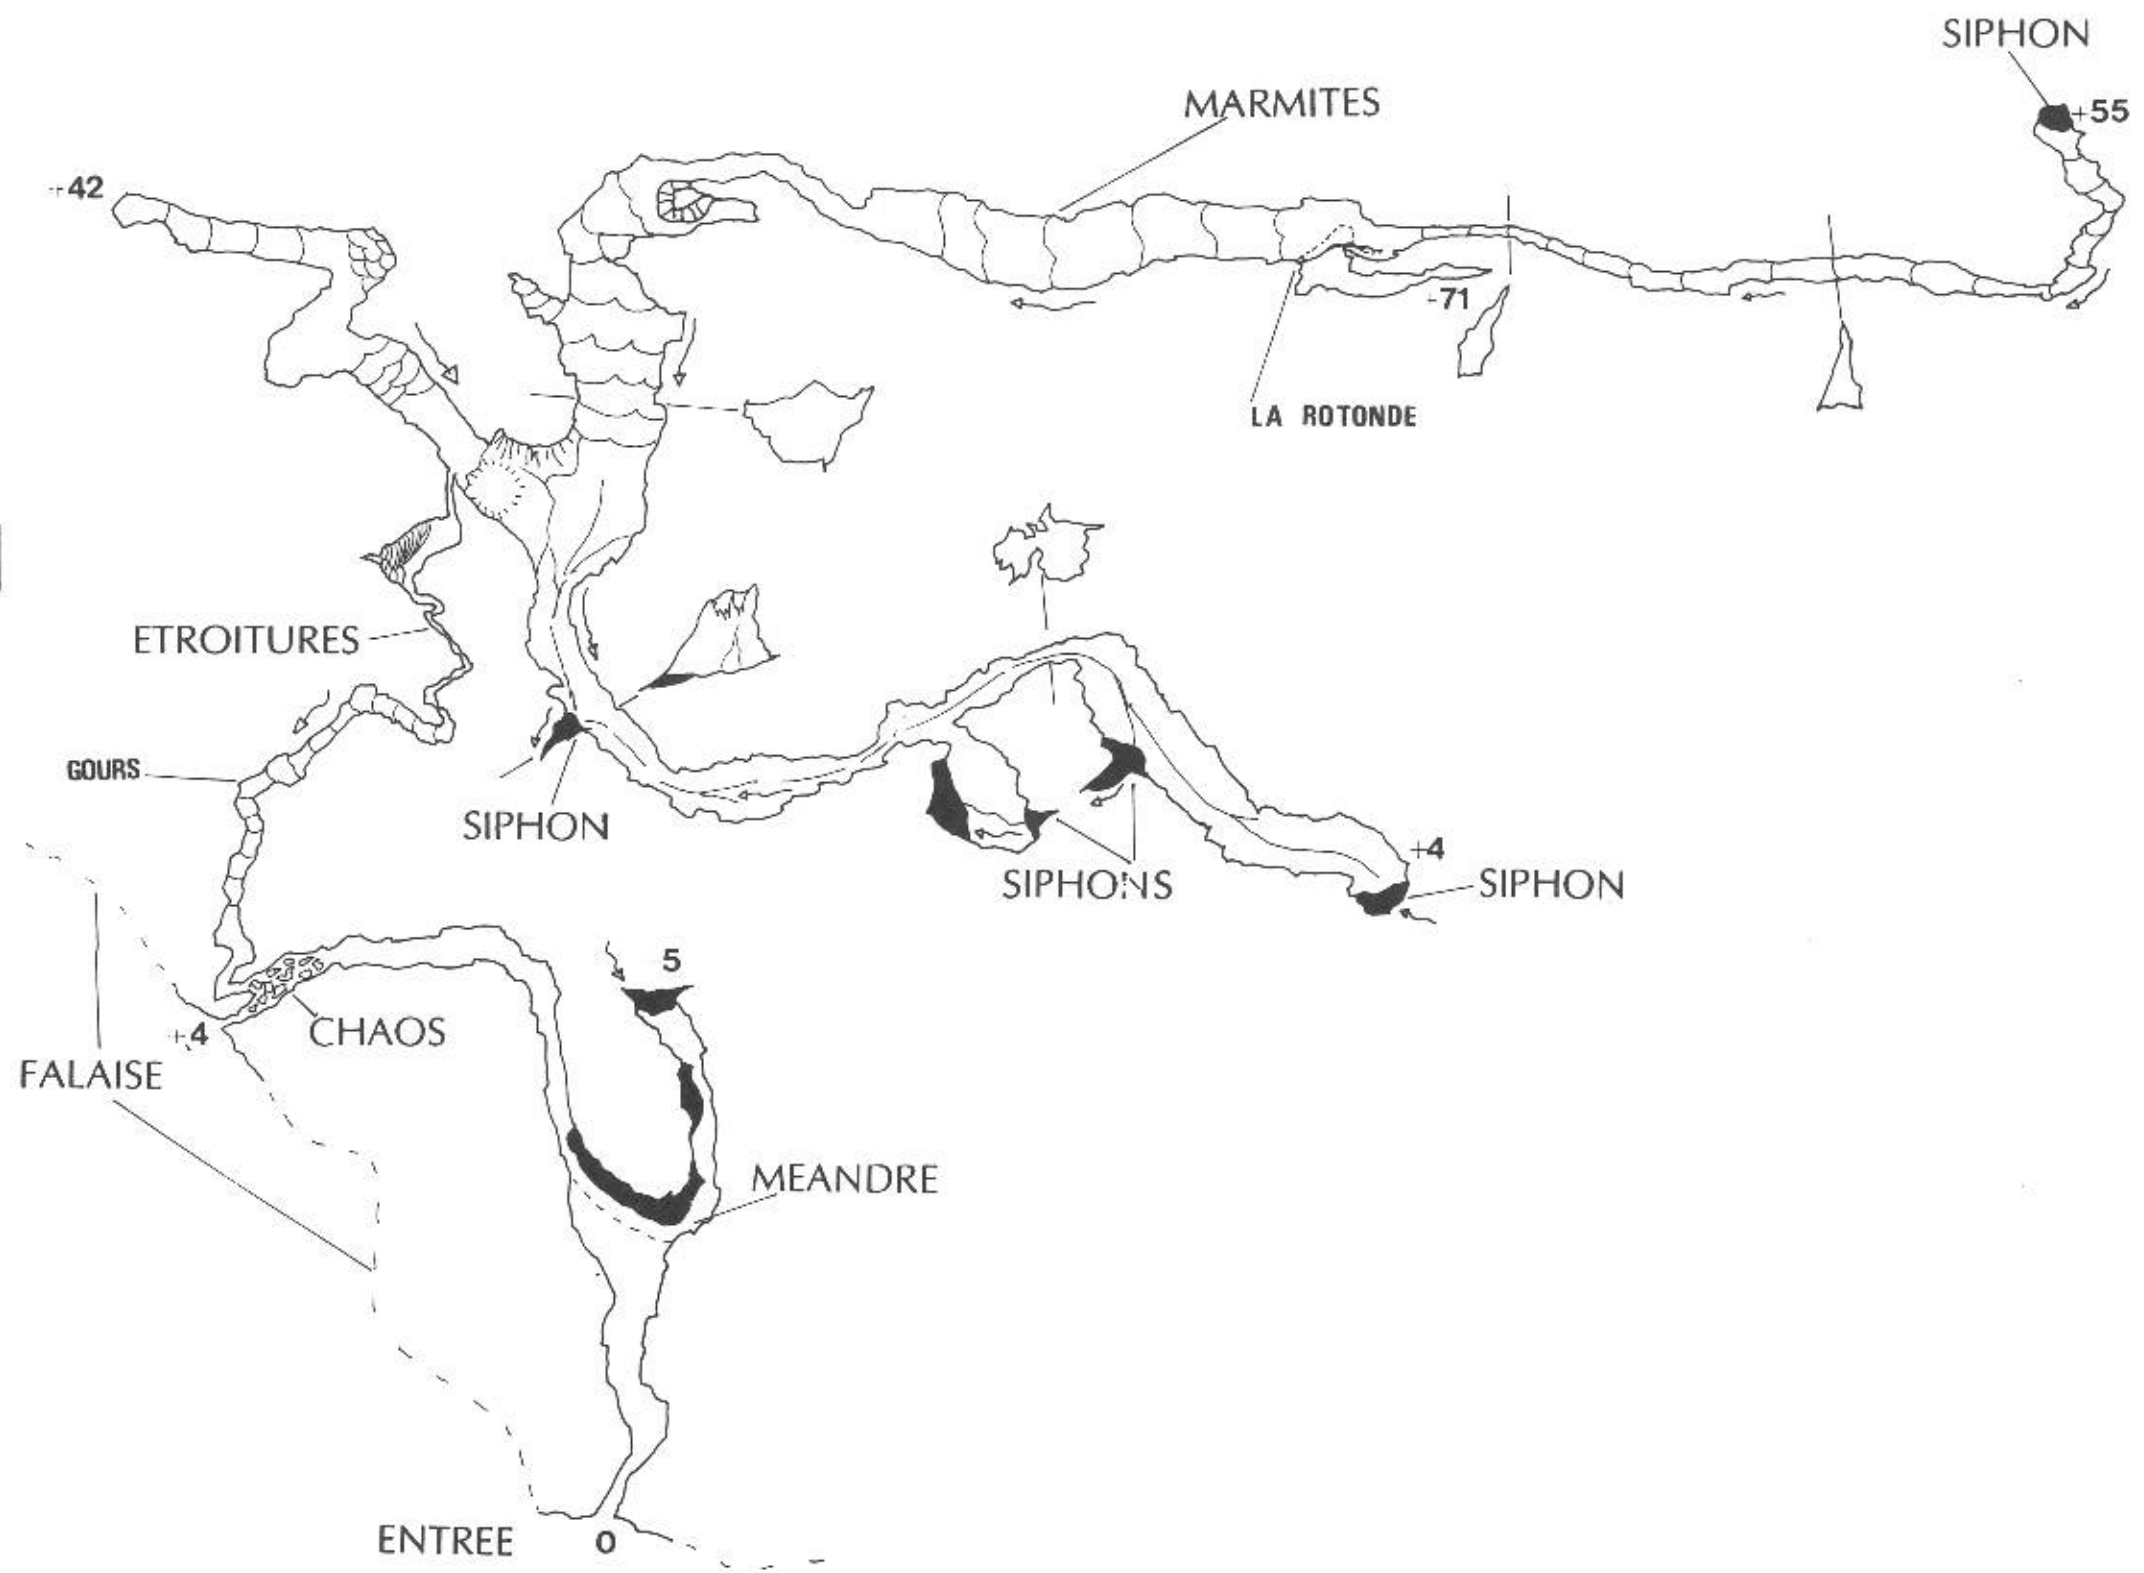 SIPHON
+55
MARMITES
+42
+71
LA ROTONDE
ETROITURES
GOURS
SIPHON
+4
SIPHONS
SIPHON
5
CHAOS
+4
FALAISE
MEANDRE
ENTREE
0